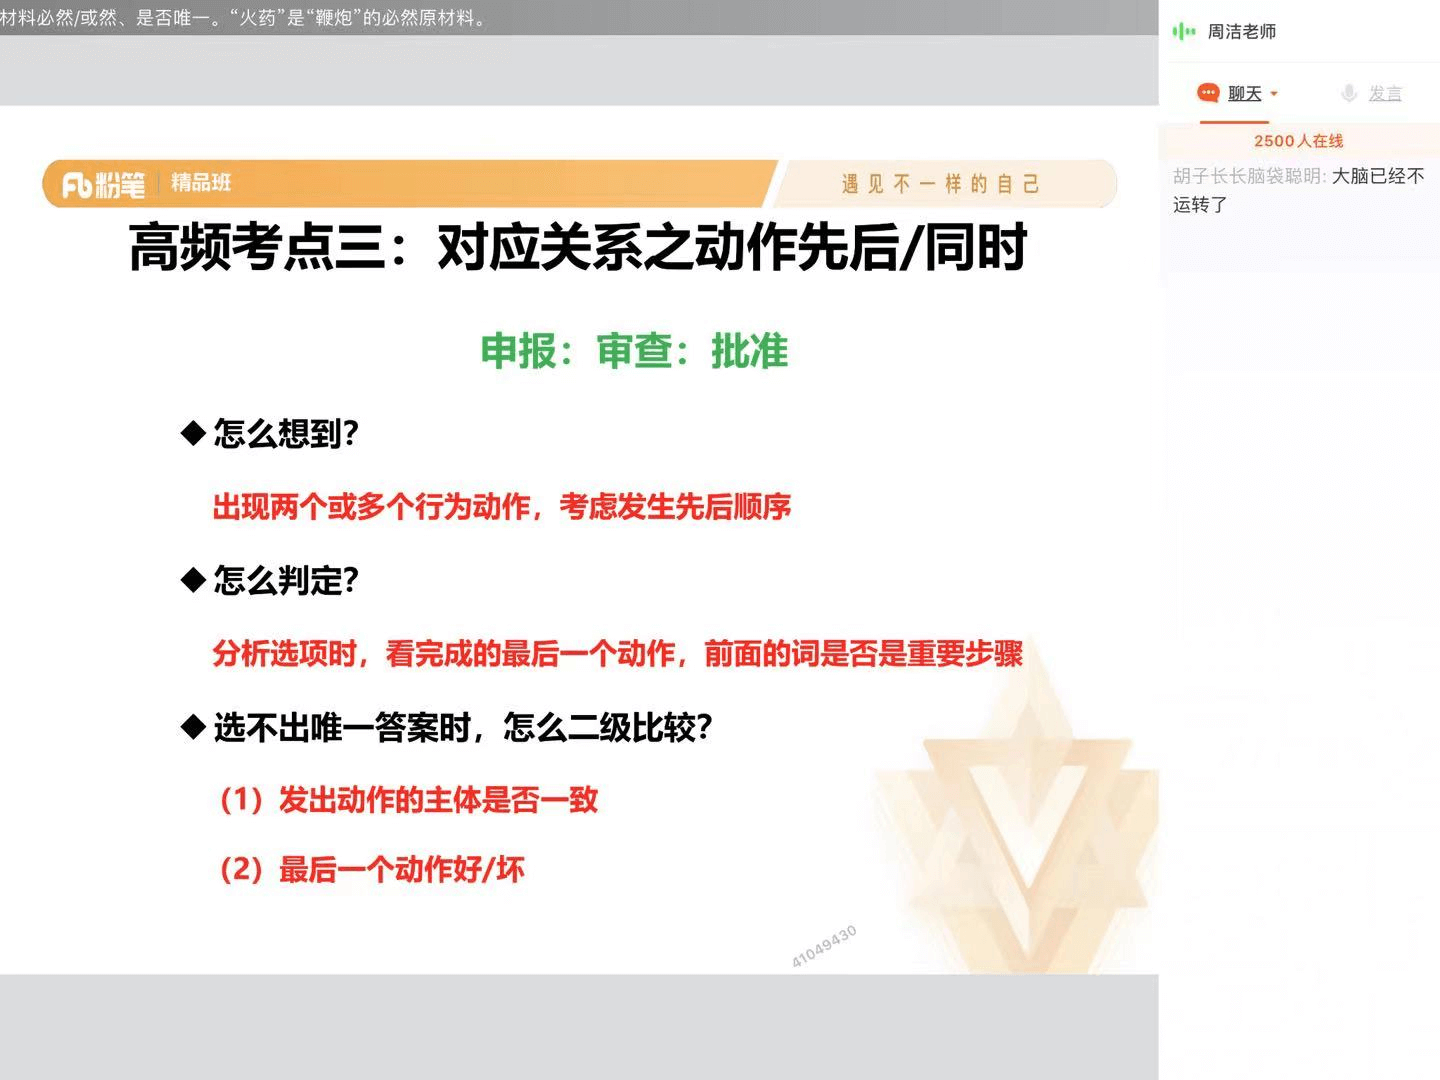 材料必然/或然、是否唯一。“火药”是“鞭炮”的必然原材料。
粉笔 精品班
遇见不一样的自己
高频考点三：对应关系之动作先后/同时
申报：审查：批准
◆ 怎么想到？
出现两个或多个行为动作，考虑发生先后顺序
◆ 怎么判定？
分析选项时，看完成的最后一个动作，前面的词是否是重要步骤
◆ 选不出唯一答案时，怎么二级比较？
（1）发出动作的主体是否一致
（2）最后一个动作好/坏
41049430
周洁老师
聊天 发言
2500人在线
胡子长长脑袋聪明: 大脑已经不
运转了